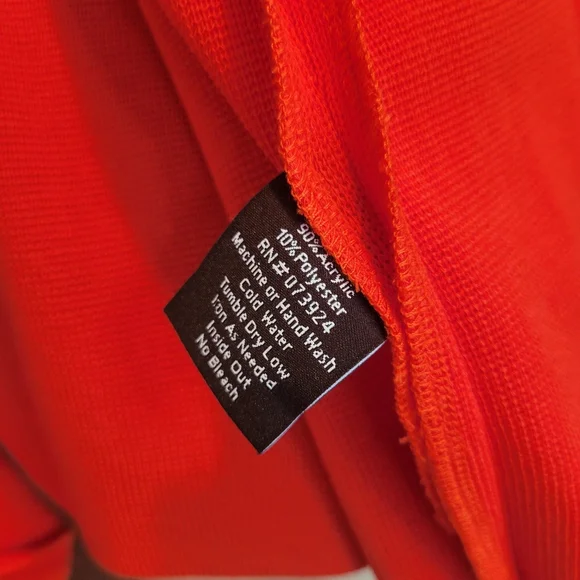 90% Acrylic
10% Polyester
RN# 073924
Machine or Hand Wash
Cold Water
Tumble Dry Low
Iron As Needed
Inside Out
No Bleach